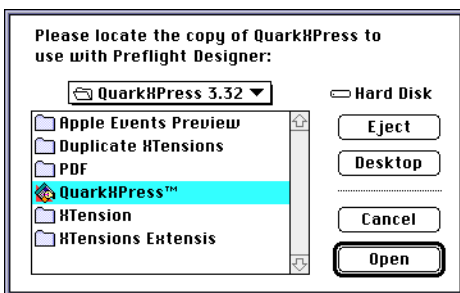 Please locate the copy of QuarkXPress to
use with Preflight Designer:
QuarkXPress 3.32
Hard Disk
Apple Events Preview
Duplicate XTensions
PDF
QuarkXPress™
XTension
XTensions Extensis
Eject
Desktop
Cancel
Open